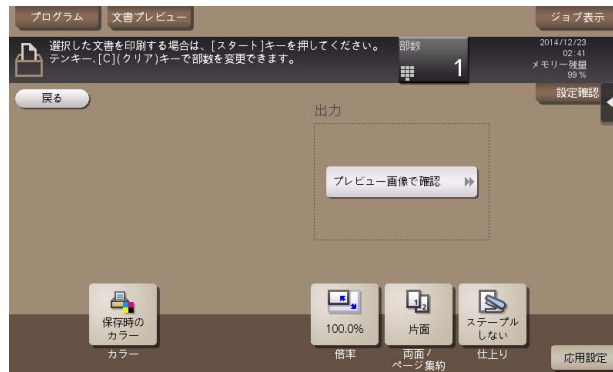 プログラム
文書プレビュー
ジョブ表示
選択した文書を印刷する場合は、[スタート]キーを押してください。
テンキー、[C](クリア)キーで部数を変更できます。
部数
1
2014/12/23
02:41
メモリー残量
99 %
戻る
設定確認
出力
プレビュー画像で確認
保存時の
カラー
カラー
100.0%
倍率
1
2
片面
両面/
ページ集約
ステープル
しない
仕上り
応用設定